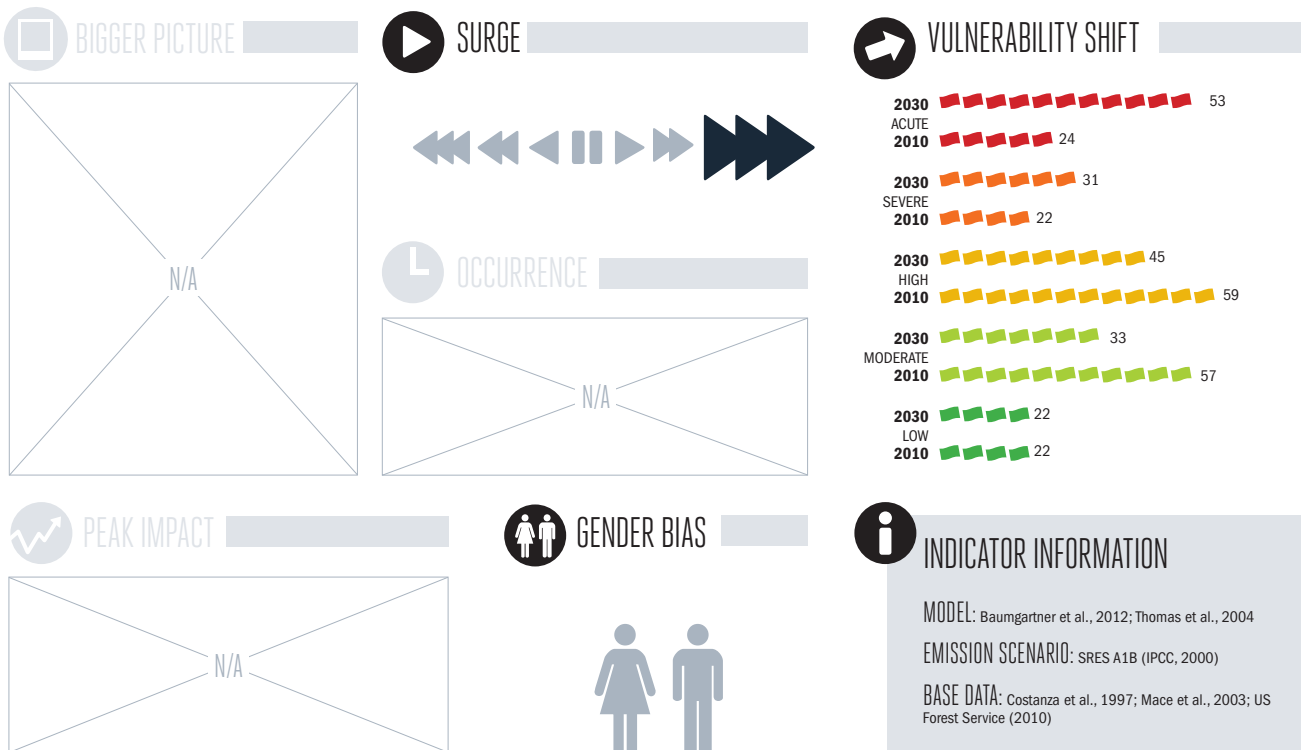 BIGGER PICTURE
N/A
SURGE
OCCURRENCE
N/A
VULNERABILITY SHIFT
2030 53
ACUTE
2010 24
2030 31
SEVERE
2010 22
2030 45
HIGH
2010 59
2030 33
MODERATE
2010 57
2030 22
LOW
2010 22
PEAK IMPACT
N/A
GENDER BIAS
INDICATOR INFORMATION
MODEL: Baumgartner et al., 2012; Thomas et al., 2004
EMISSION SCENARIO: SRES A1B (IPCC, 2000)
BASE DATA: Costanza et al., 1997; Mace et al., 2003; US
Forest Service (2010)